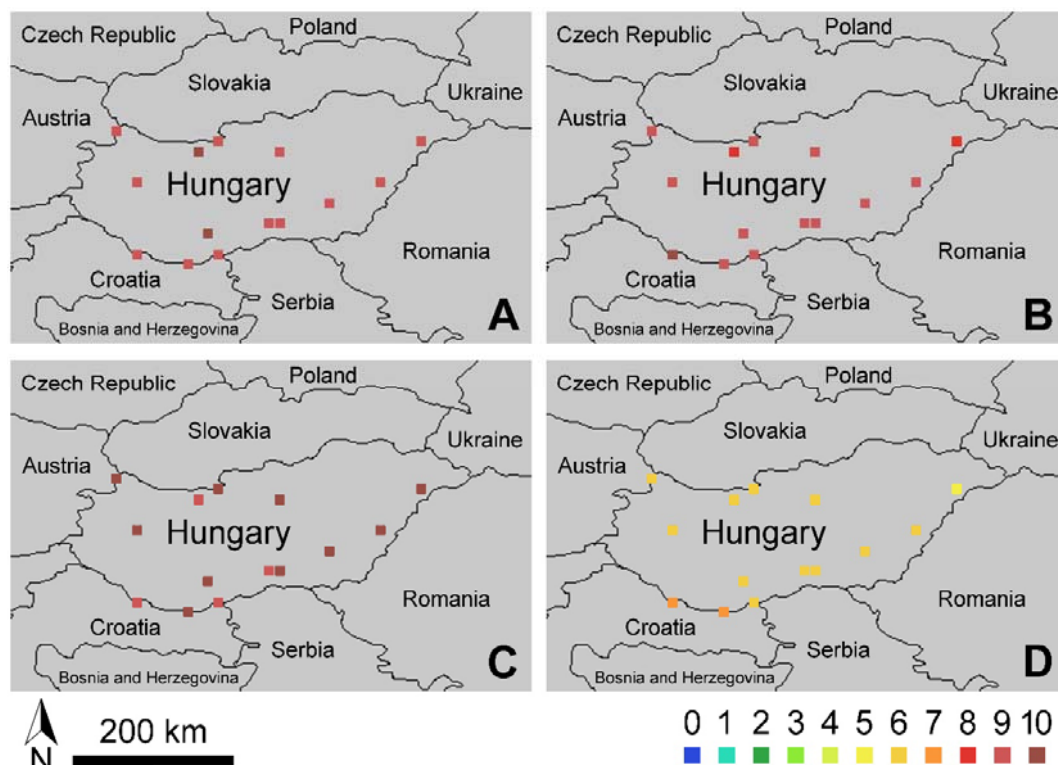 Czech Republic
Poland
Slovakia
Ukraine
Austria
Hungary
Romania
Croatia
Serbia
Bosnia and Herzegovina
A
Czech Republic
Poland
Slovakia
Ukraine
Austria
Hungary
Romania
Croatia
Serbia
Bosnia and Herzegovina
B
Czech Republic
Poland
Slovakia
Ukraine
Austria
Hungary
Romania
Croatia
Serbia
Bosnia and Herzegovina
C
Czech Republic
Poland
Slovakia
Ukraine
Austria
Hungary
Romania
Croatia
Serbia
Bosnia and Herzegovina
D
N
200 km
0 1 2 3 4 5 6 7 8 9 10